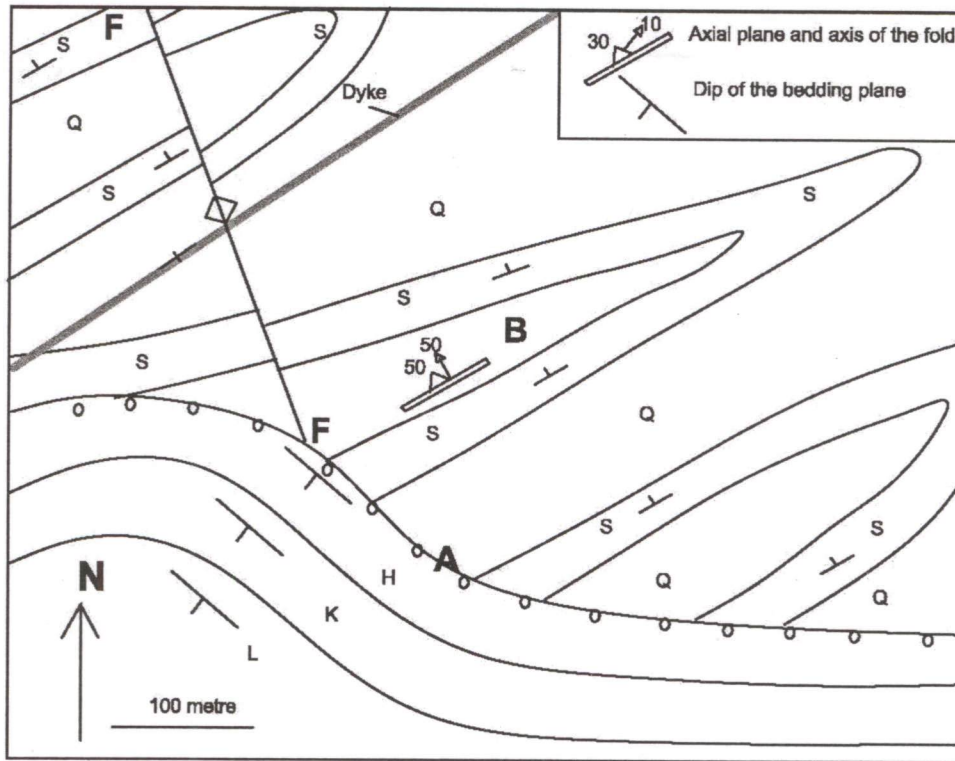 F
S
S
10
30
Axial plane and axis of the fold
Dip of the bedding plane
Dyke
Q
S
Q
S
S
S
B
50
50
S
F
S
Q
S
S
Q
Q
A
H
N
K
L
100 metre